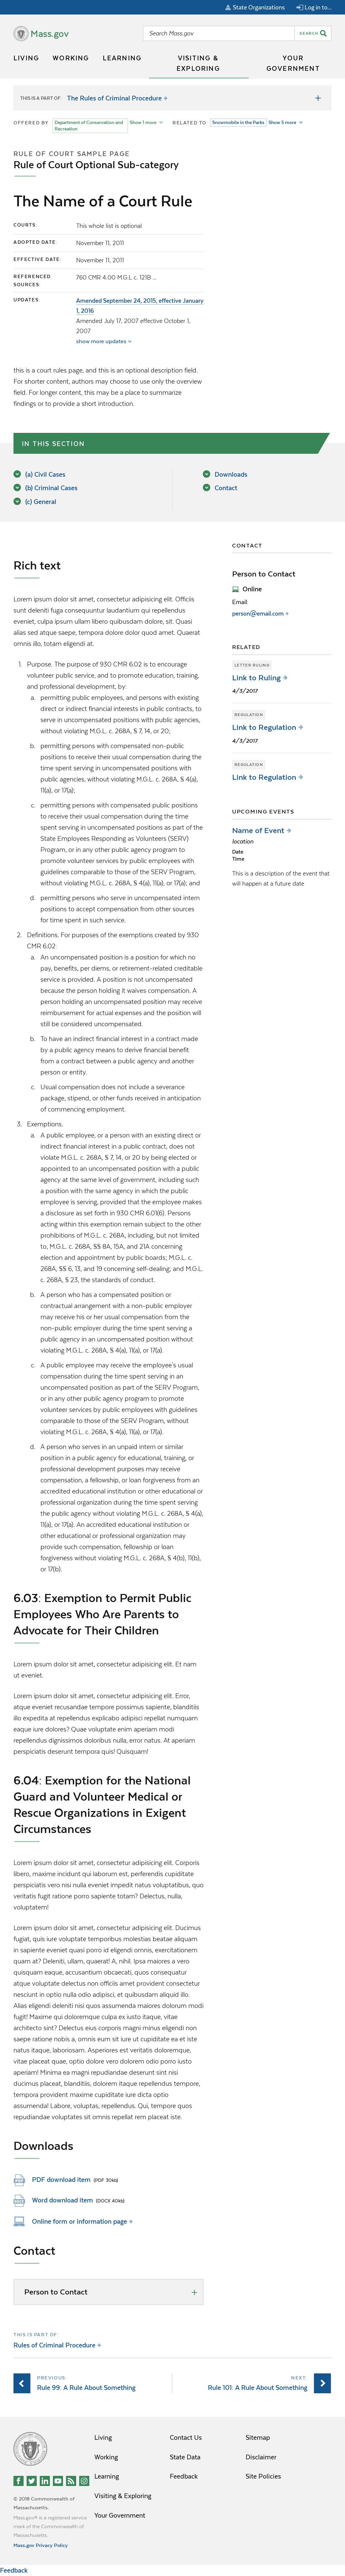 State Organizations
Log in to...
Mass.gov
Search Mass.gov
SEARCH
LIVING
WORKING
LEARNING
VISITING &
EXPLORING
YOUR
GOVERNMENT
THIS IS A PART OF:
The Rules of Criminal Procedure
OFFERED BY
Department of Conservation and
Recreation
Show 1 more
RELATED TO
Snowmobile in the Parks
Show 5 more
RULE OF COURT SAMPLE PAGE
Rule of Court Optional Sub-category
The Name of a Court Rule
COURTS:
This whole list is optional
ADOPTED DATE:
November 11, 2011
EFFECTIVE DATE:
November 11, 2011
REFERENCED
SOURCES:
760 CMR 4.00 M.G.L c. 121B ...
UPDATES:
Amended September 24, 2015, effective January
1, 2016
Amended July 17, 2007 effective October 1,
2007
show more updates
this is a court rules page, and this is an optional description field.
For shorter content, authors may choose to use only the overview
field. For longer content, this may be a place to summarize
findings or to provide a short introduction.
IN THIS SECTION
(a) Civil Cases
(b) Criminal Cases
(c) General
Downloads
Contact
Rich text
Lorem ipsum dolor sit amet, consectetur adipisicing elit. Officiis
sunt deleniti fuga consequuntur laudantium qui repellendus
eveniet, culpa ipsum ullam libero quibusdam odio, sint. Quasi
alias sed alias saepe totam, debitis dolor dolore quod amet. Quaerat
omnis illo, totam eligendi at.
1. Purpose. The purpose of 930 CMR 6.02 is to encourage
volunteer public service, and to promote education, training,
and professional development, by:
a. permitting public employees, and persons existing direct
or indirect financial interest in public contracts, to
serve in uncompensated positions with public agencies,
without violating M.G.L. c. 268A, § 7, 14, or 20;
b. permitting persons with compensated non-public
positions to receive their usual compensation during the
time spent serving in uncompensated positions with
public agencies, without violating M.G.L. c. 268A, § 4(a),
11(a), or 17(a);
c. permitting persons with compensated public positions
to receive their usual compensation during the time
spent serving in uncompensated positions as part of the
State Employees Responding as Volunteers (SERV)
Program, or in any other public agency program to
promote volunteer services by public employees with
guidelines comparable to those of the SERV Program,
without violating M.G.L. c. 268A, § 4(a), 11(a), or 17(a); and
d. permitting persons who serve in uncompensated intern
positions to accept compensation from other sources
for time spent in such service.
2. Definitions. For purposes of the exemptions created by 930
CMR 6.02:
a. An uncompensated position is a position for which no
pay, benefits, per diems, or retirement-related creditable
service is provided. A position is not uncompensated
because the person holding it waives compensation. A
person holding an uncompensated position may receive
reimbursement for actual expenses and the position will
still be considered uncompensated.
b. To have an indirect financial interest in a contract made
by a public agency means to derive financial benefit
from a contract between a public agency and another
person or entity.
c. Usual compensation does not include a severance
package, stipend, or other funds provided in anticipation
of commencing employment.
3. Exemptions.
a. A public employee, or a person with an existing direct or
indirect financial interest in a public contract, does not
violate M.G.L. c. 268A, § 7, 14, or 20 by being elected or
appointed to an uncompensated position with a public
agency at the same level of government, including such
a position with the same agency in which the public
employee is serving, provided that the employee makes
a disclosure as set forth in 930 CMR 6.01(6). Persons
acting under this exemption remain subject to the other
prohibitions of M.G.L. c. 268A, including, but not limited
to, M.G.L. c. 268A, §§ 8A, 15A, and 21A concerning
election and appointment by public boards; M.G.L. c.
268A, §§ 6, 13, and 19 concerning self-dealing; and M.G.L.
c. 268A, § 23, the standards of conduct.
b. A person who has a compensated position or
contractual arrangement with a non-public employer
may receive his or her usual compensation from the
non-public employer during the time spent serving a
public agency in an uncompensated position without
violating M.G.L. c. 268A, § 4(a), 11(a), or 17(a).
c. A public employee may receive the employee's usual
compensation during the time spent serving in an
uncompensated position as part of the SERV Program,
or in any other public agency program to promote
volunteer services by public employees with guidelines
comparable to those of the SERV Program, without
violating M.G.L. c. 268A, § 4(a), 11(a), or 17(a).
d. A person who serves in an unpaid intern or similar
position in a public agency for educational, training, or
professional development purposes may receive
compensation, a fellowship, or loan forgiveness from an
accredited educational institution or other educational or
professional organization during the time spent serving
the public agency without violating M.G.L. c. 268A, § 4(a),
11(a), or 17(a). An accredited educational institution or
other educational or professional organization may
provide such compensation, fellowship, or loan
forgiveness without violating M.G.L. c. 268A, § 4(b), 11(b),
or 17(b).
6.03: Exemption to Permit Public
Employees Who Are Parents to
Advocate for Their Children
Lorem ipsum dolor sit amet, consectetur adipisicing elit. Et nam
ut eveniet.
Lorem ipsum dolor sit amet, consectetur adipisicing elit. Error,
atque eveniet recusandae tempore possimus sapiente, blanditiis
illo expedita at repellendus explicabo adipisci repellat numquam
eaque iure dolores? Quae voluptate enim aperiam modi
repellendus dignissimos doloribus nulla, error natus. At aperiam
perspiciatis deserunt tempora quis! Quisquam!
6.04: Exemption for the National
Guard and Volunteer Medical or
Rescue Organizations in Exigent
Circumstances
Lorem ipsum dolor sit amet, consectetur adipisicing elit. Corporis
libero, maxime incidunt qui laborum est, perferendis cupiditate
perspiciatis vero nisi nulla eveniet impedit natus voluptatibus, quo
veritatis fugit ratione porro sapiente totam? Delectus, nulla,
voluptatem!
Lorem ipsum dolor sit amet, consectetur adipisicing elit. Ducimus
fugiat, quis iure distinctio nesciunt molestiae beatae aliquam
in sapiente eveniet quasi porro id eligendi omnis, exercitationem
quam at? Deleniti, ullam, quaerat! A, nihil. Ipsa maiores a vero
quisquam eaque, accusantium obcaecati, quos consequatur
atque voluptate delectus non officiis amet provident consectetur
nesciunt in optio nulla odio adipisci, et quibusdam aliquid illo.
Deleniti eligendi nisi quos assumenda maiores dolorum modi
fugit! Maxime qui doloremque culpa ex iusto itaque, vitae
architecto sint? Delectus eius corporis magni minus eligendi non
saepe ratione nobis a, omnis eum sit iure ut cupiditate et iste
natus itaque, laboriosam. Asperiores est eveniet doloremque,
vitae placeat quae, optio dolore vero dolorem odio porro quia
aperiam! Minima ea magni repudiandae deserunt sint nisi
ducimus placeat, blanditiis, dolorem itaque repellendus tempore,
tempora provident maxime cupiditate iure dicta optio
assumenda! Labore, voluptas, repellendus. Qui, tempore quos
repudiandae voluptates sit omnis repellat rem placeat iste.
Downloads
PDF download item (PDF 30kb)
Word download item (DOCX 40kb)
Online form or information page
Contact
Person to Contact
CONTACT
Person to Contact
Online
Email:
person@email.com
RELATED
LETTER RULING
Link to Ruling
4/3/2017
REGULATION
Link to Regulation
4/3/2017
REGULATION
Link to Regulation
UPCOMING EVENTS
Name of Event
location
Date
Time
This is a description of the event that
will happen at a future date
THIS IS PART OF:
Rules of Criminal Procedure
PREVIOUS
Rule 99: A Rule About Something
NEXT
Rule 101: A Rule About Something
Living
Working
Learning
Visiting & Exploring
Your Government
Contact Us
State Data
Feedback
Sitemap
Disclaimer
Site Policies
© 2018 Commonwealth of
Massachusetts.
Mass.gov® is a registered service
mark of the Commonwealth of
Massachusetts.
Mass.gov Privacy Policy
Feedback